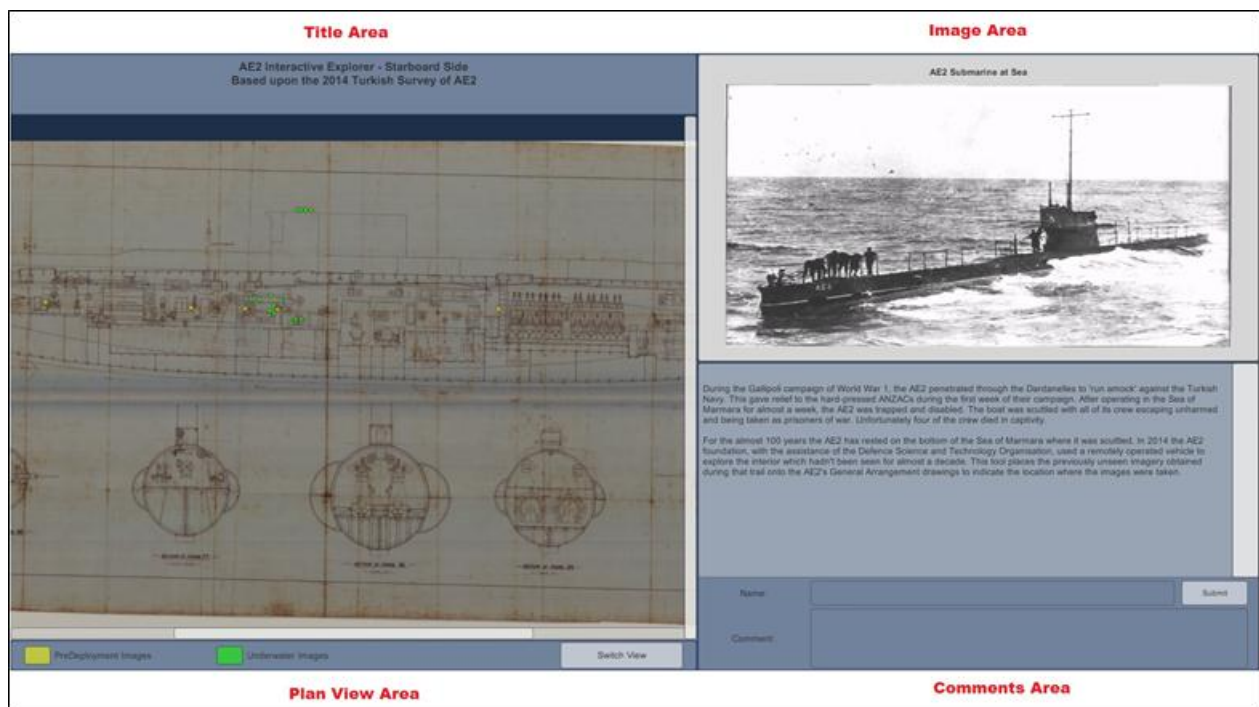 Title Area
Image Area
AE2 Interactive Explorer - Starboard Side
Based upon the 2014 Turkish Survey of AE2
AE2 Submarine at Sea
AE2
During the Gallipoli campaign of World War 1, the AE2 penetrated through the Dardanelles to 'run amock' against the Turkish
Navy. This gave relief to the hard-pressed ANZACs during the first week of their campaign. After operating in the Sea of
Marmara for almost a week, the AE2 was trapped and disabled. The boat was scuttled with all of its crew escaping unharmed
and being taken as prisoners of war. Unfortunately four of the crew died in captivity.
For the almost 100 years the AE2 has rested on the bottom of the Sea of Marmara where it was scuttled. In 2014 the AE2
foundation, with the assistance of the Defence Science and Technology Organisation, used a remotely operated vehicle to
explore the interior which hadn't been seen for almost a decade. This tool places the previously unseen imagery obtained
during that trail onto the AE2's General Arrangement drawings to indicate the location where the images were taken.
Name:
Submit
Comment:
PreDeployment Images
Underwater Images
Switch View
Plan View Area
Comments Area